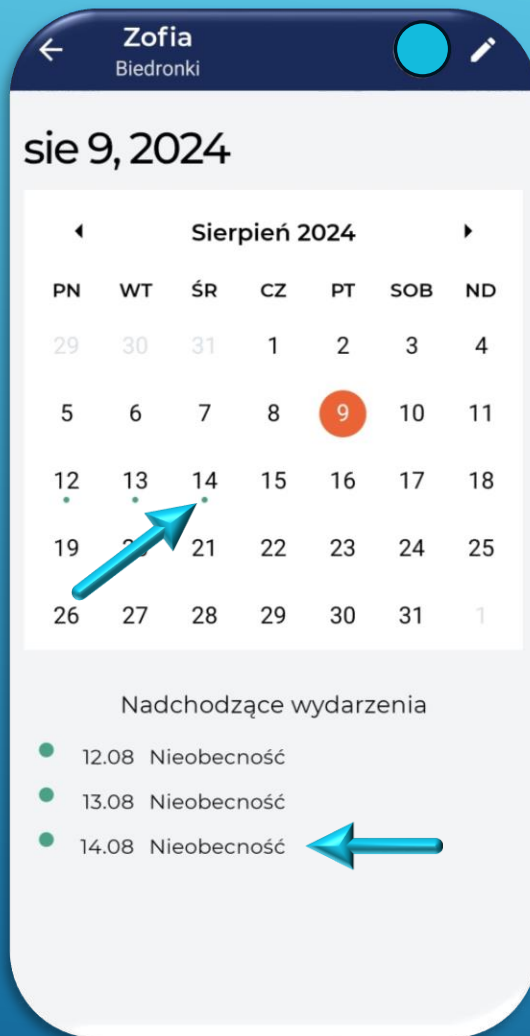 Zofia
Biedronki
sie 9, 2024
Sierpień 2024
PN WT ŚR CZ PT SOB ND
29 30 31 1 2 3 4
5 6 7 8 9 10 11
12 13 14 15 16 17 18
19 21 22 23 24 25
26 27 28 29 30 31 1
Nadchodzące wydarzenia
12.08 Nieobecność
13.08 Nieobecność
14.08 Nieobecność